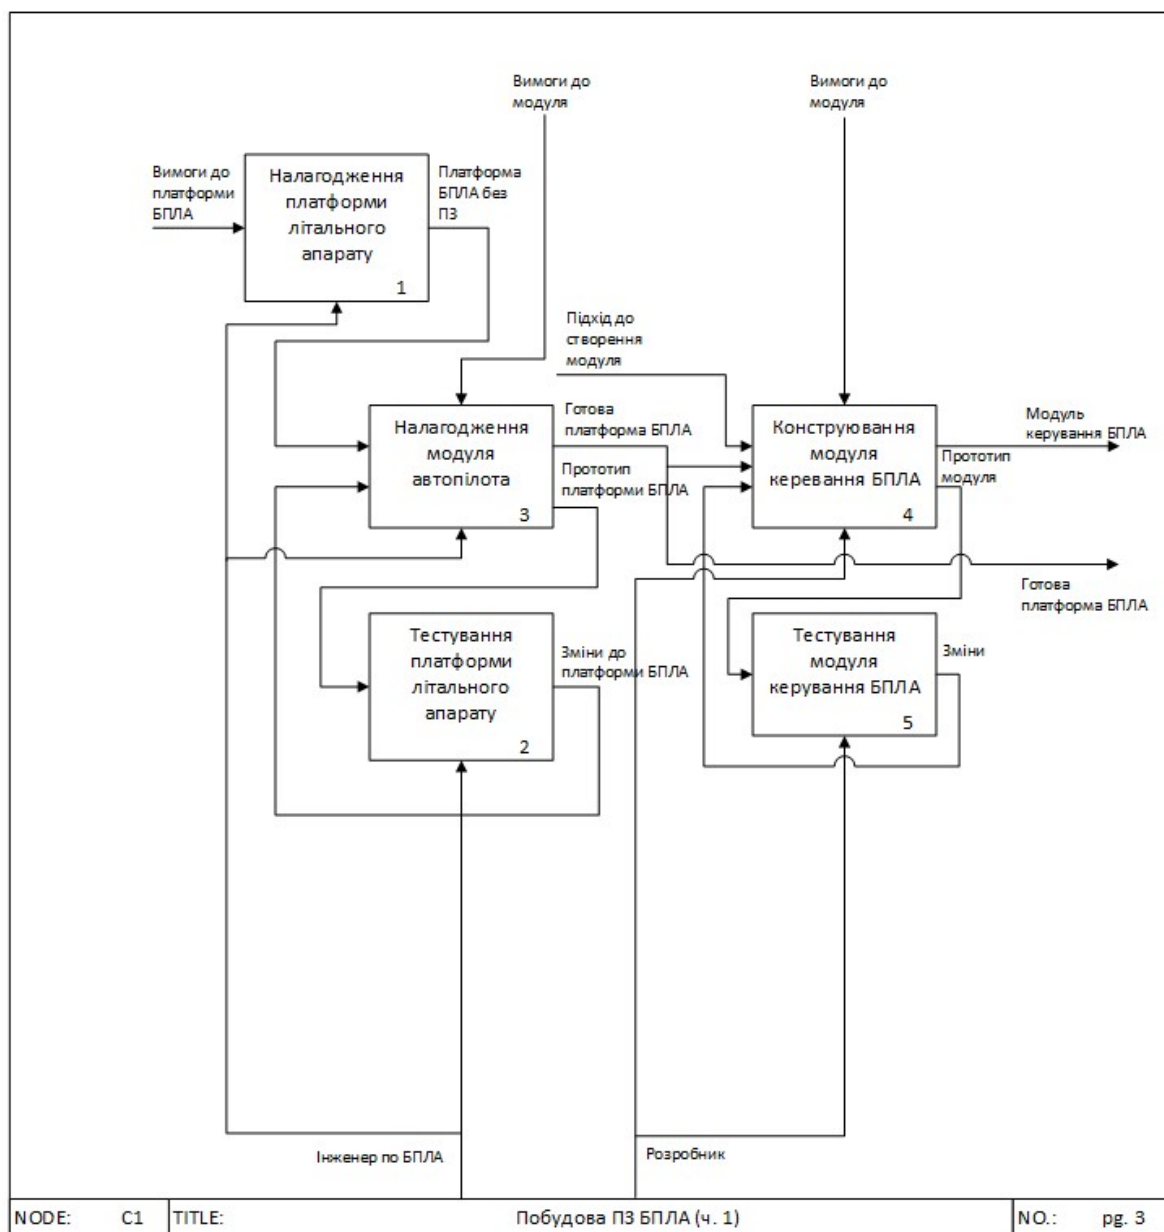 Вимоги до
модуля
Вимоги до
модуля
Вимоги до
платформи
БПЛА
Налагодження
платформи
літального
апарату
1
Платформа
БПЛА без
ПЗ
Підхід до
створення
модуля
Налагодження
модуля
автопілота
3
Готова
платформа БПЛА
Прототип
платформи БПЛА
Конструювання
модуля
керевання БПЛА
4
Модуль
керування БПЛА
Прототип
модуля
Готова
платформа БПЛА
Тестування
платформи
літального
апарату
2
Зміни до
платформи БПЛА
Тестування
модуля
керування БПЛА
5
Зміни
Інженер по БПЛА
Розробник
NODE: C1 TITLE: Побудова ПЗ БПЛА (ч. 1) NO.: pg. 3